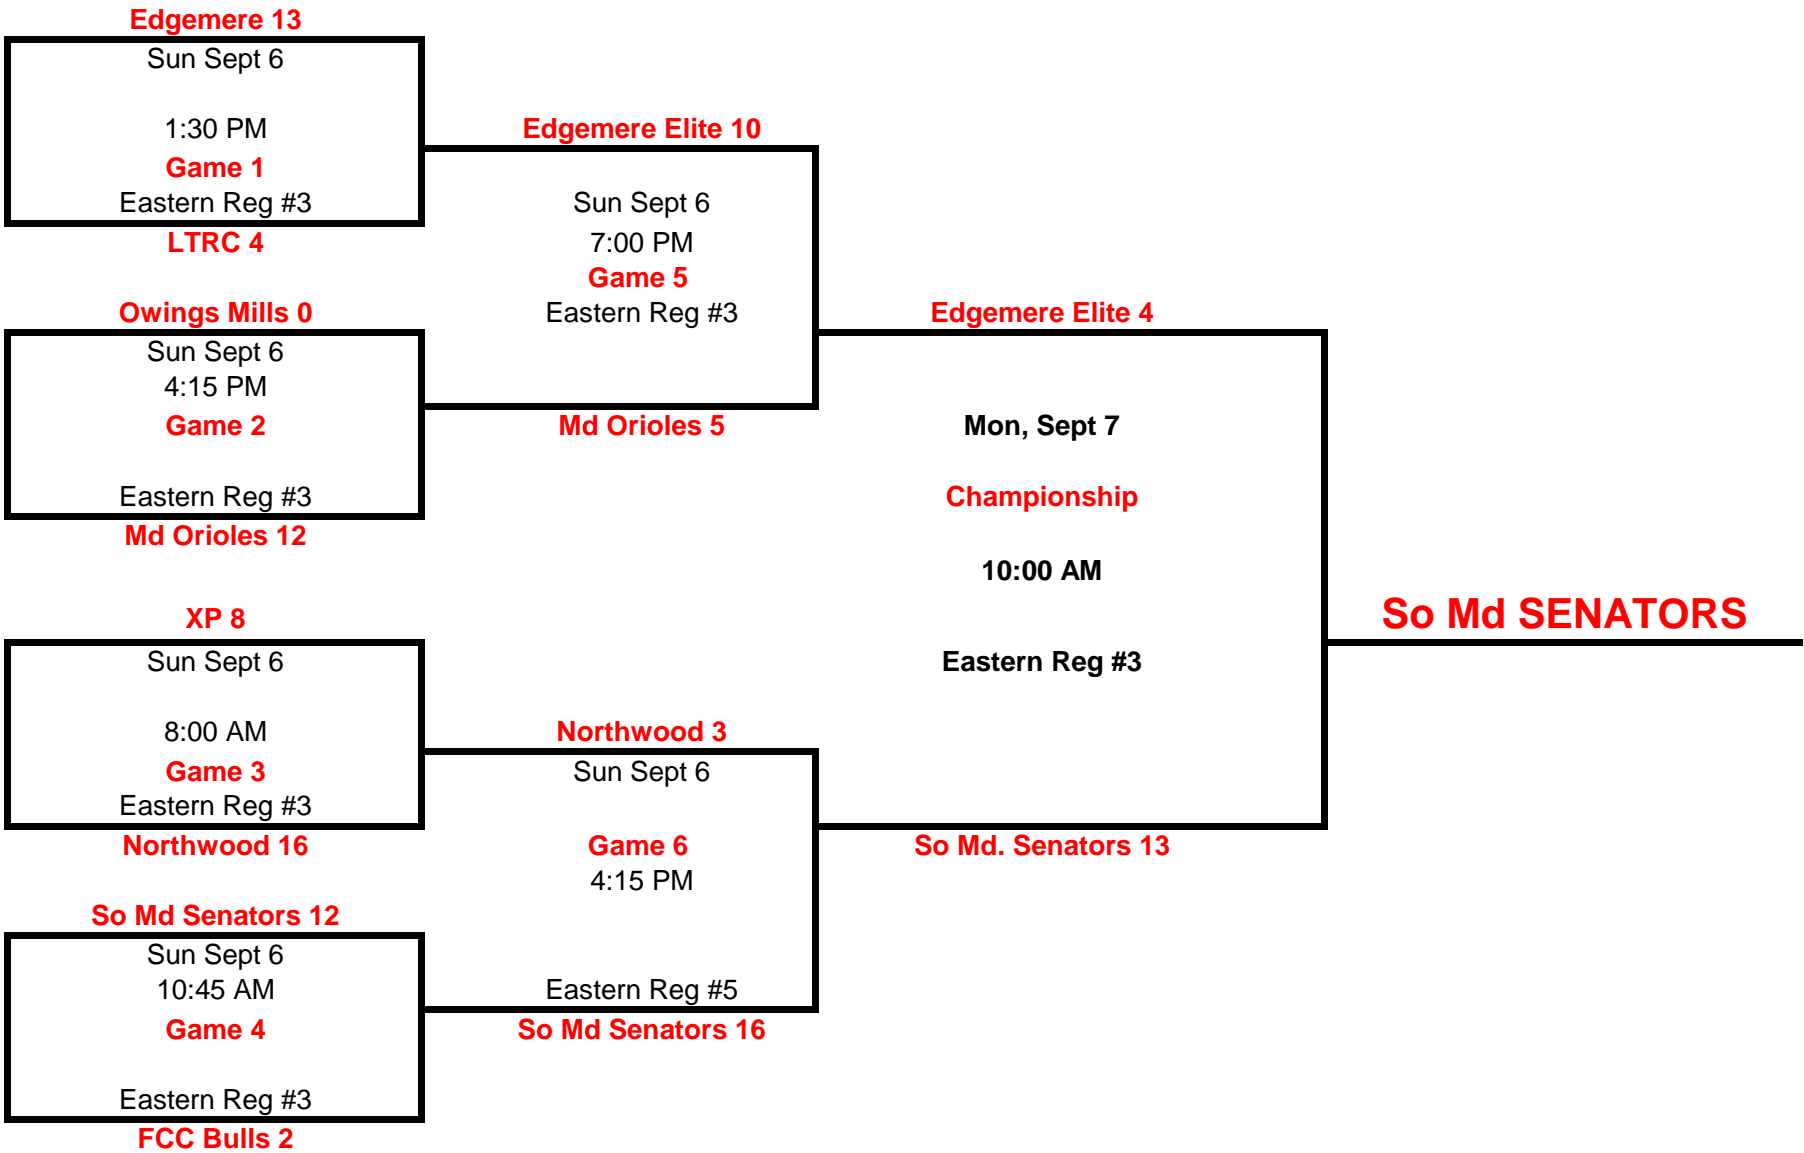 Edgemere 13
Sun Sept 6
1:30 PM
Game 1
Eastern Reg #3
LTRC 4
Owings Mills 0
Sun Sept 6
4:15 PM
Game 2
Eastern Reg #3
Md Orioles 12
XP 8
Sun Sept 6
8:00 AM
Game 3
Eastern Reg #3
Northwood 16
So Md Senators 12
Sun Sept 6
10:45 AM
Game 4
Eastern Reg #3
FCC Bulls 2
Edgemere Elite 10
Sun Sept 6
7:00 PM
Game 5
Eastern Reg #3
Md Orioles 5
Northwood 3
Sun Sept 6
Game 6
4:15 PM
Eastern Reg #5
So Md Senators 16
Edgemere Elite 4
Mon, Sept 7
Championship
10:00 AM
Eastern Reg #3
So Md. Senators 13
So Md SENATORS